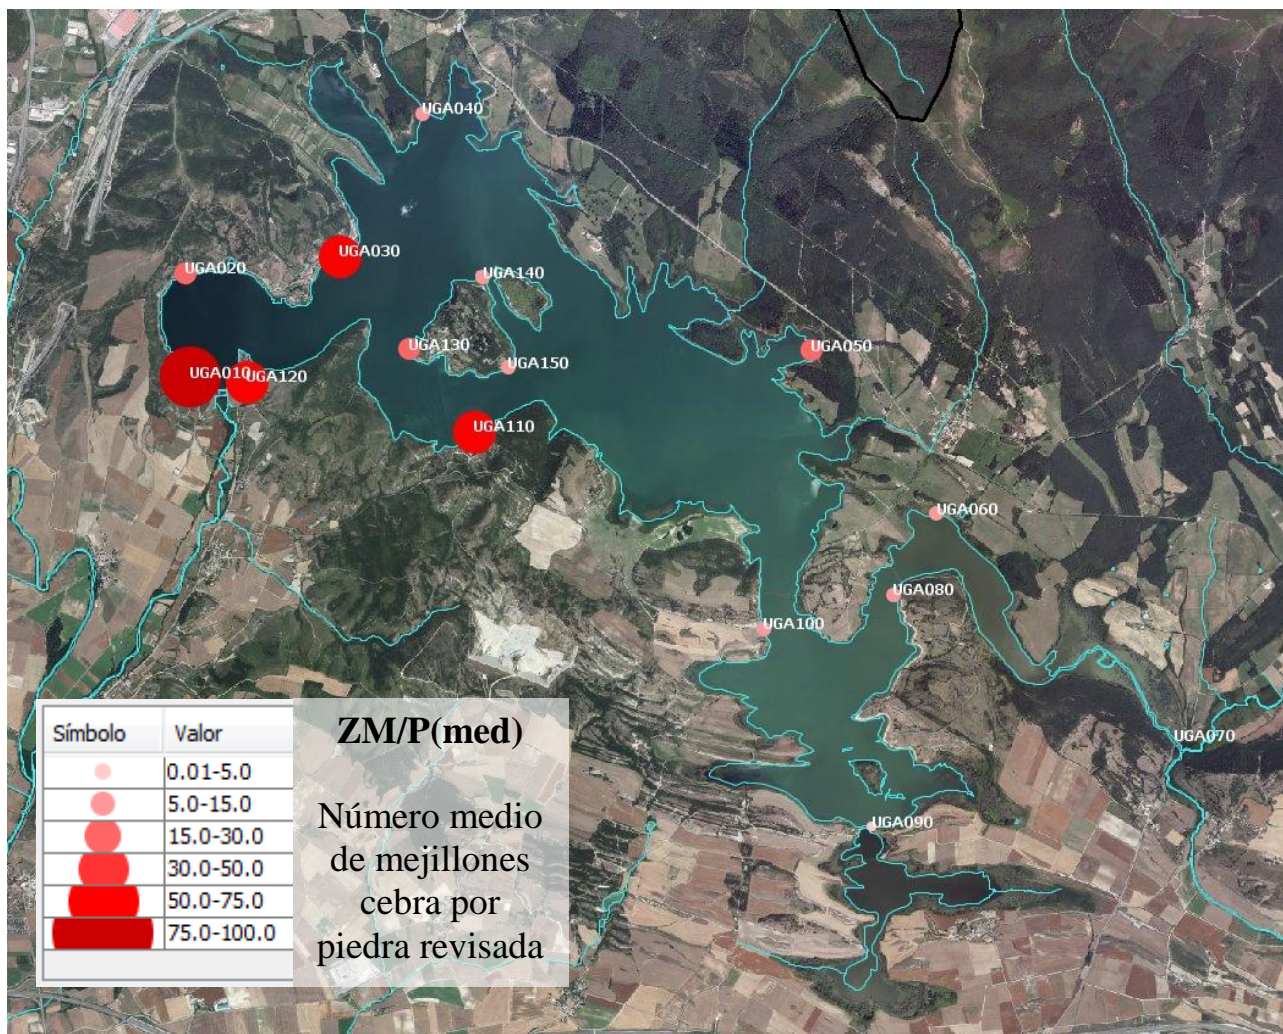 UGA040
UGA030
UGA020
UGA140
UGA130
UGA050
UGA150
UGA010
UGA120
UGA110
UGA060
UGA080
UGA100
UGA070
UGA090
Símbolo Valor
0.01-5.0
5.0-15.0
15.0-30.0
30.0-50.0
50.0-75.0
75.0-100.0
ZM/P(med)
Número medio
de mejillones
cebra por
piedra revisada